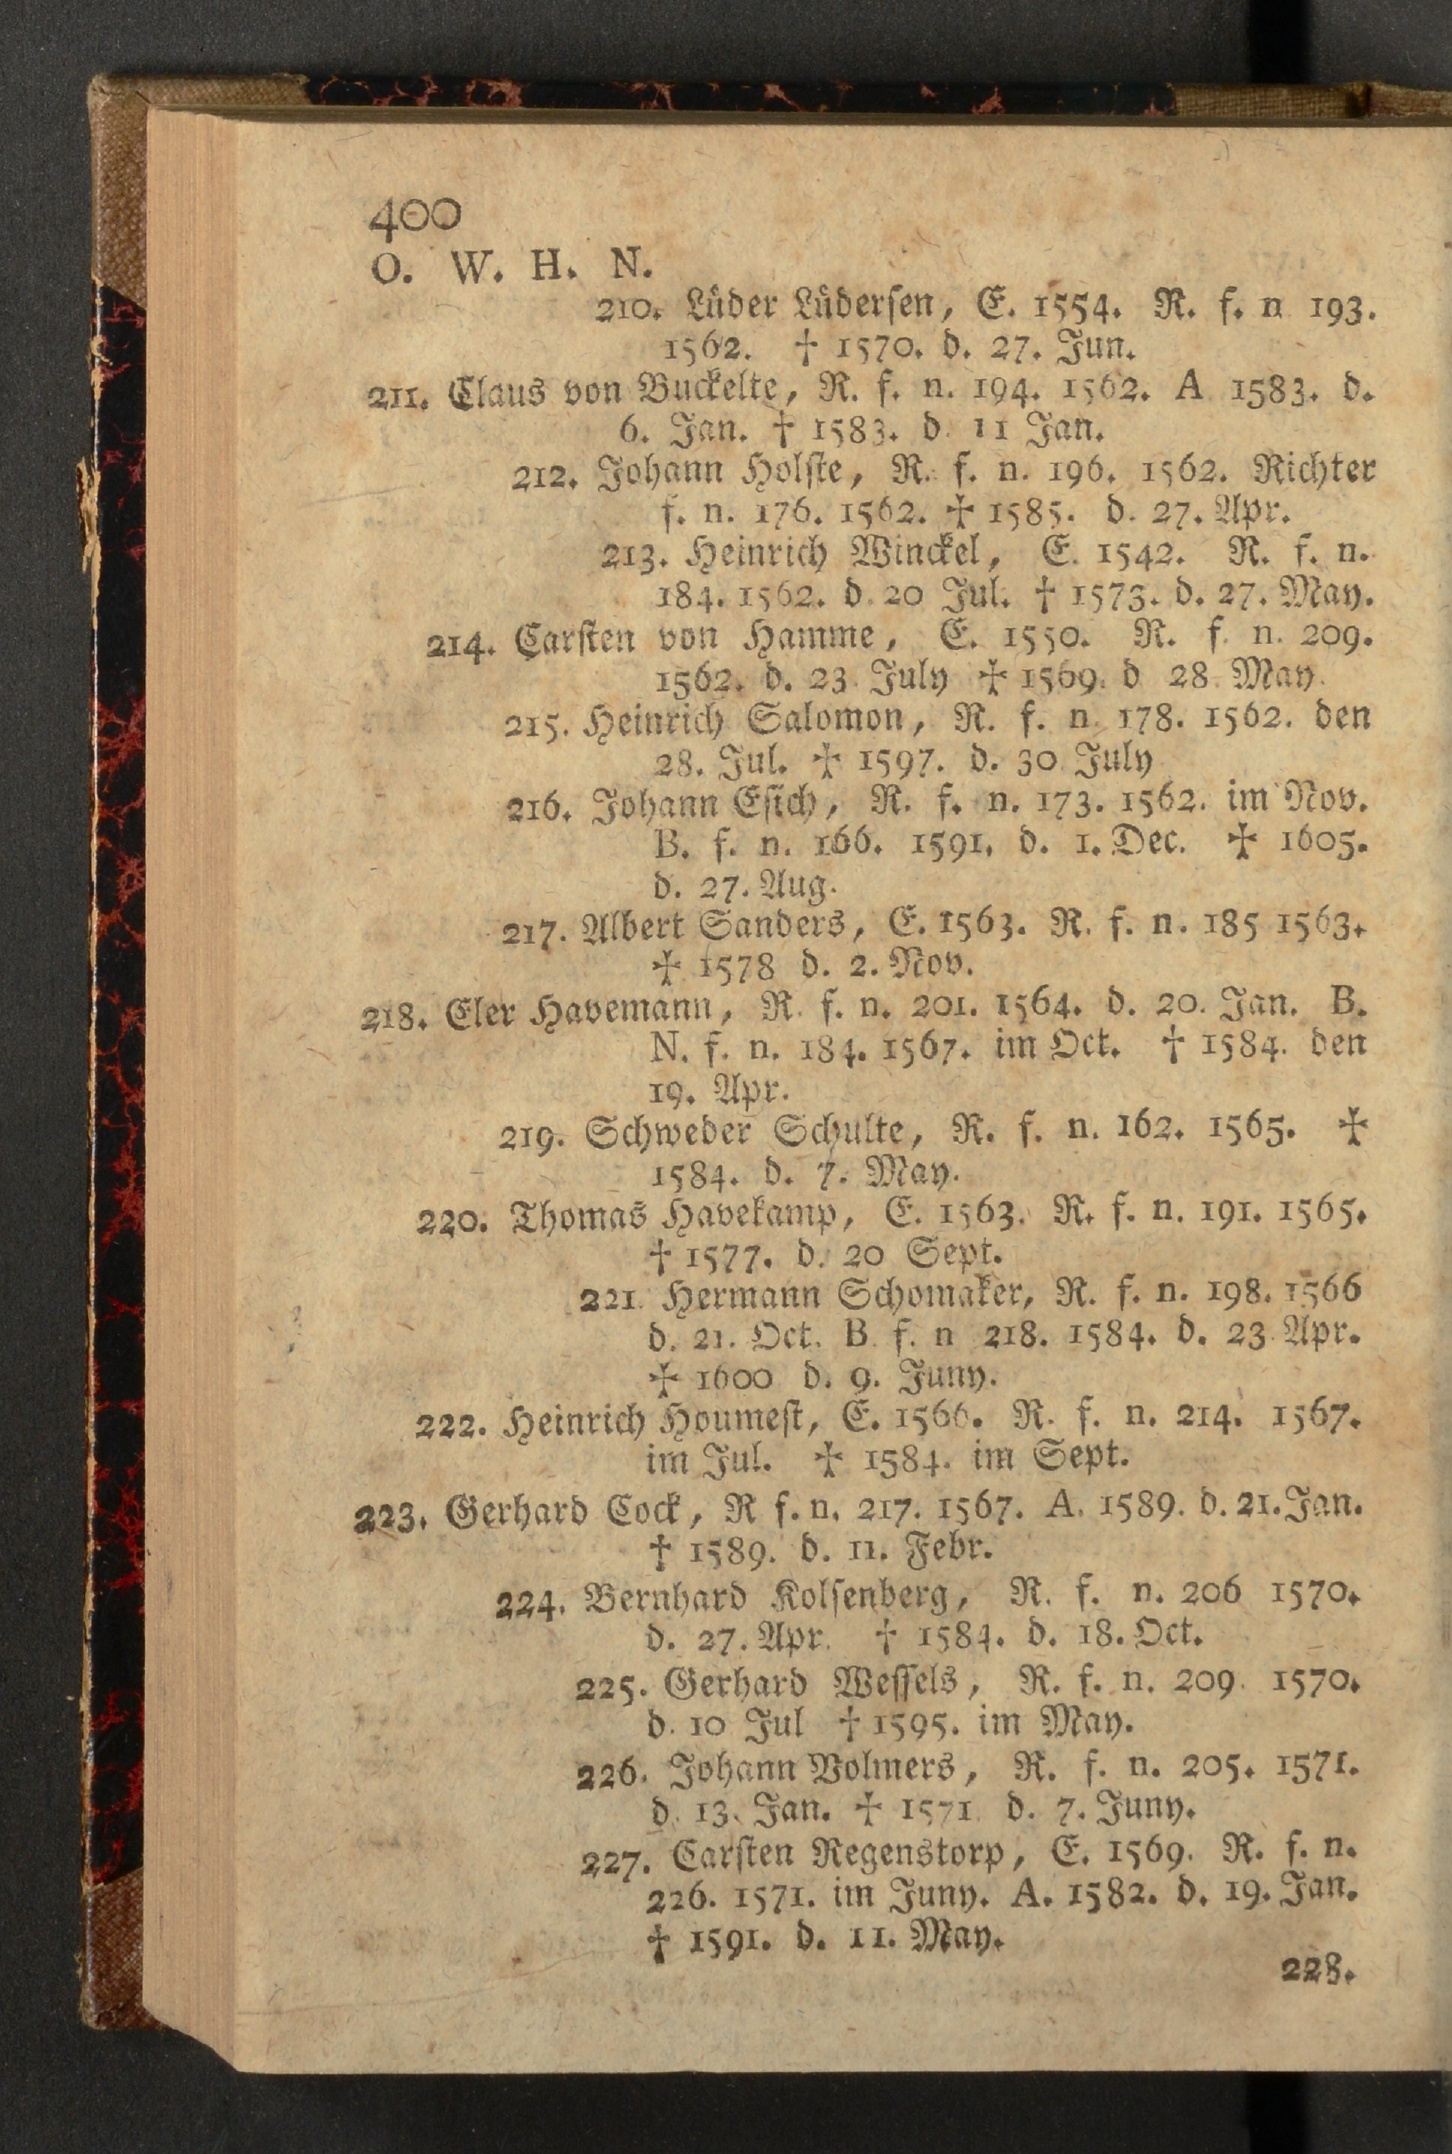 400
O. W. H. N.
210. Lüder Lüdersen, E. 1554. R. f. n 193.
1562. † 1570. d. 27. Jun.
211. Claus von Buckelte, R. f. n. 194. 1562. A 1583. d.
6. Jan. † 1583. d. 11 Jan.
212. Johann Holste, R. f. n. 196. 1562. Richter
f. n. 176. 1562. ✠ 1585. d. 27. Apr.
213. Heinrich Winckel, E. 1542. R. f. n.
184. 1562. d. 20 Jul. † 1573. d. 27. May.
214. Carsten von Hamme, E. 1550. R. f. n. 209.
1562. d. 23 July ✠ 1569. d 28. May.
215. Heinrich Salomon, R. f. n. 178. 1562. den
28. Jul. ✠ 1597. d. 30 July
216. Johann Esich, R. f. n. 173. 1562. im Nov.
B. f. n. 166. 1591. d. 1. Dec. ✠ 1605.
d. 27. Aug.
217. Albert Sanders, E. 1563. R. f. n. 185 1563.
✠ 1578 d. 2. Nov.
218. Eler Havemann, R. f. n. 201. 1564. d. 20. Jan. B.
N. f. n. 184. 1567. im Oct. † 1584. den
19. Apr.
219. Schweder Schulte, R. f. n. 162. 1565. ✠
1584. d. 7. May.
220. Thomas Havekamp, E. 1563. R. f. n. 191. 1565.
† 1577. d. 20 Sept.
221. Hermann Schomaker, R. f. n. 198. 1566
d. 21. Oct. B f. n 218. 1584. d. 23 Apr.
✠ 1600 d. 9. Juny.
222. Heinrich Houmest, E. 1566. R. f. n. 214. 1567.
im Jul. ✠ 1584. im Sept.
223. Gerhard Cock, R f. n. 217. 1567. A. 1589. d. 21. Jan.
† 1589. d. 11. Febr.
224. Bernhard Kolsenberg, R. f. n. 206 1570.
d. 27. Apr. † 1584. d. 18. Oct.
225. Gerhard Wessels, R. f. n. 209. 1570.
d. 10 Jul † 1595. im May.
226. Johann Volmers, R. f. n. 205. 1571.
d. 13. Jan. ✠ 1571 d. 7. Juny.
227. Carsten Regenstorp, E. 1569. R. f. n.
226. 1571. im Juny. A. 1582. d. 19. Jan.
† 1591. d. 11. May.
228.